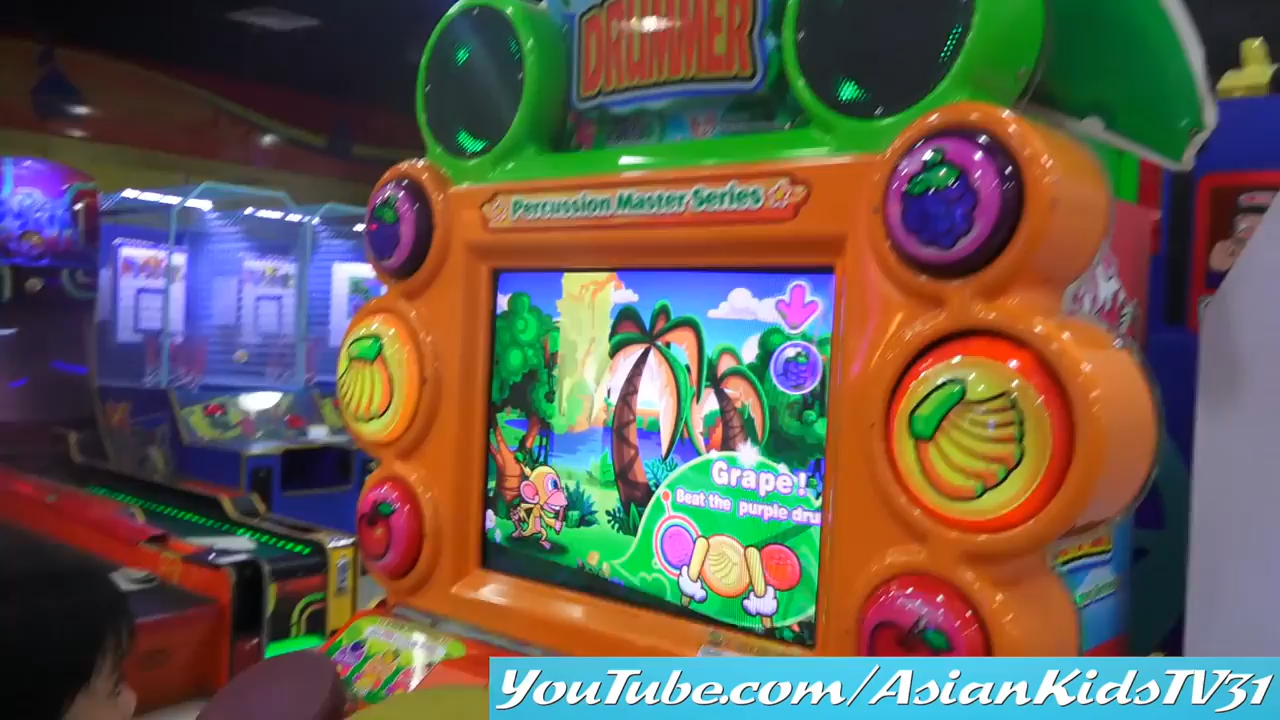 DRUMMER
Percussion Master Series
Grape!
Beat the purple dru
YouTube.com/AsianKidsTV31